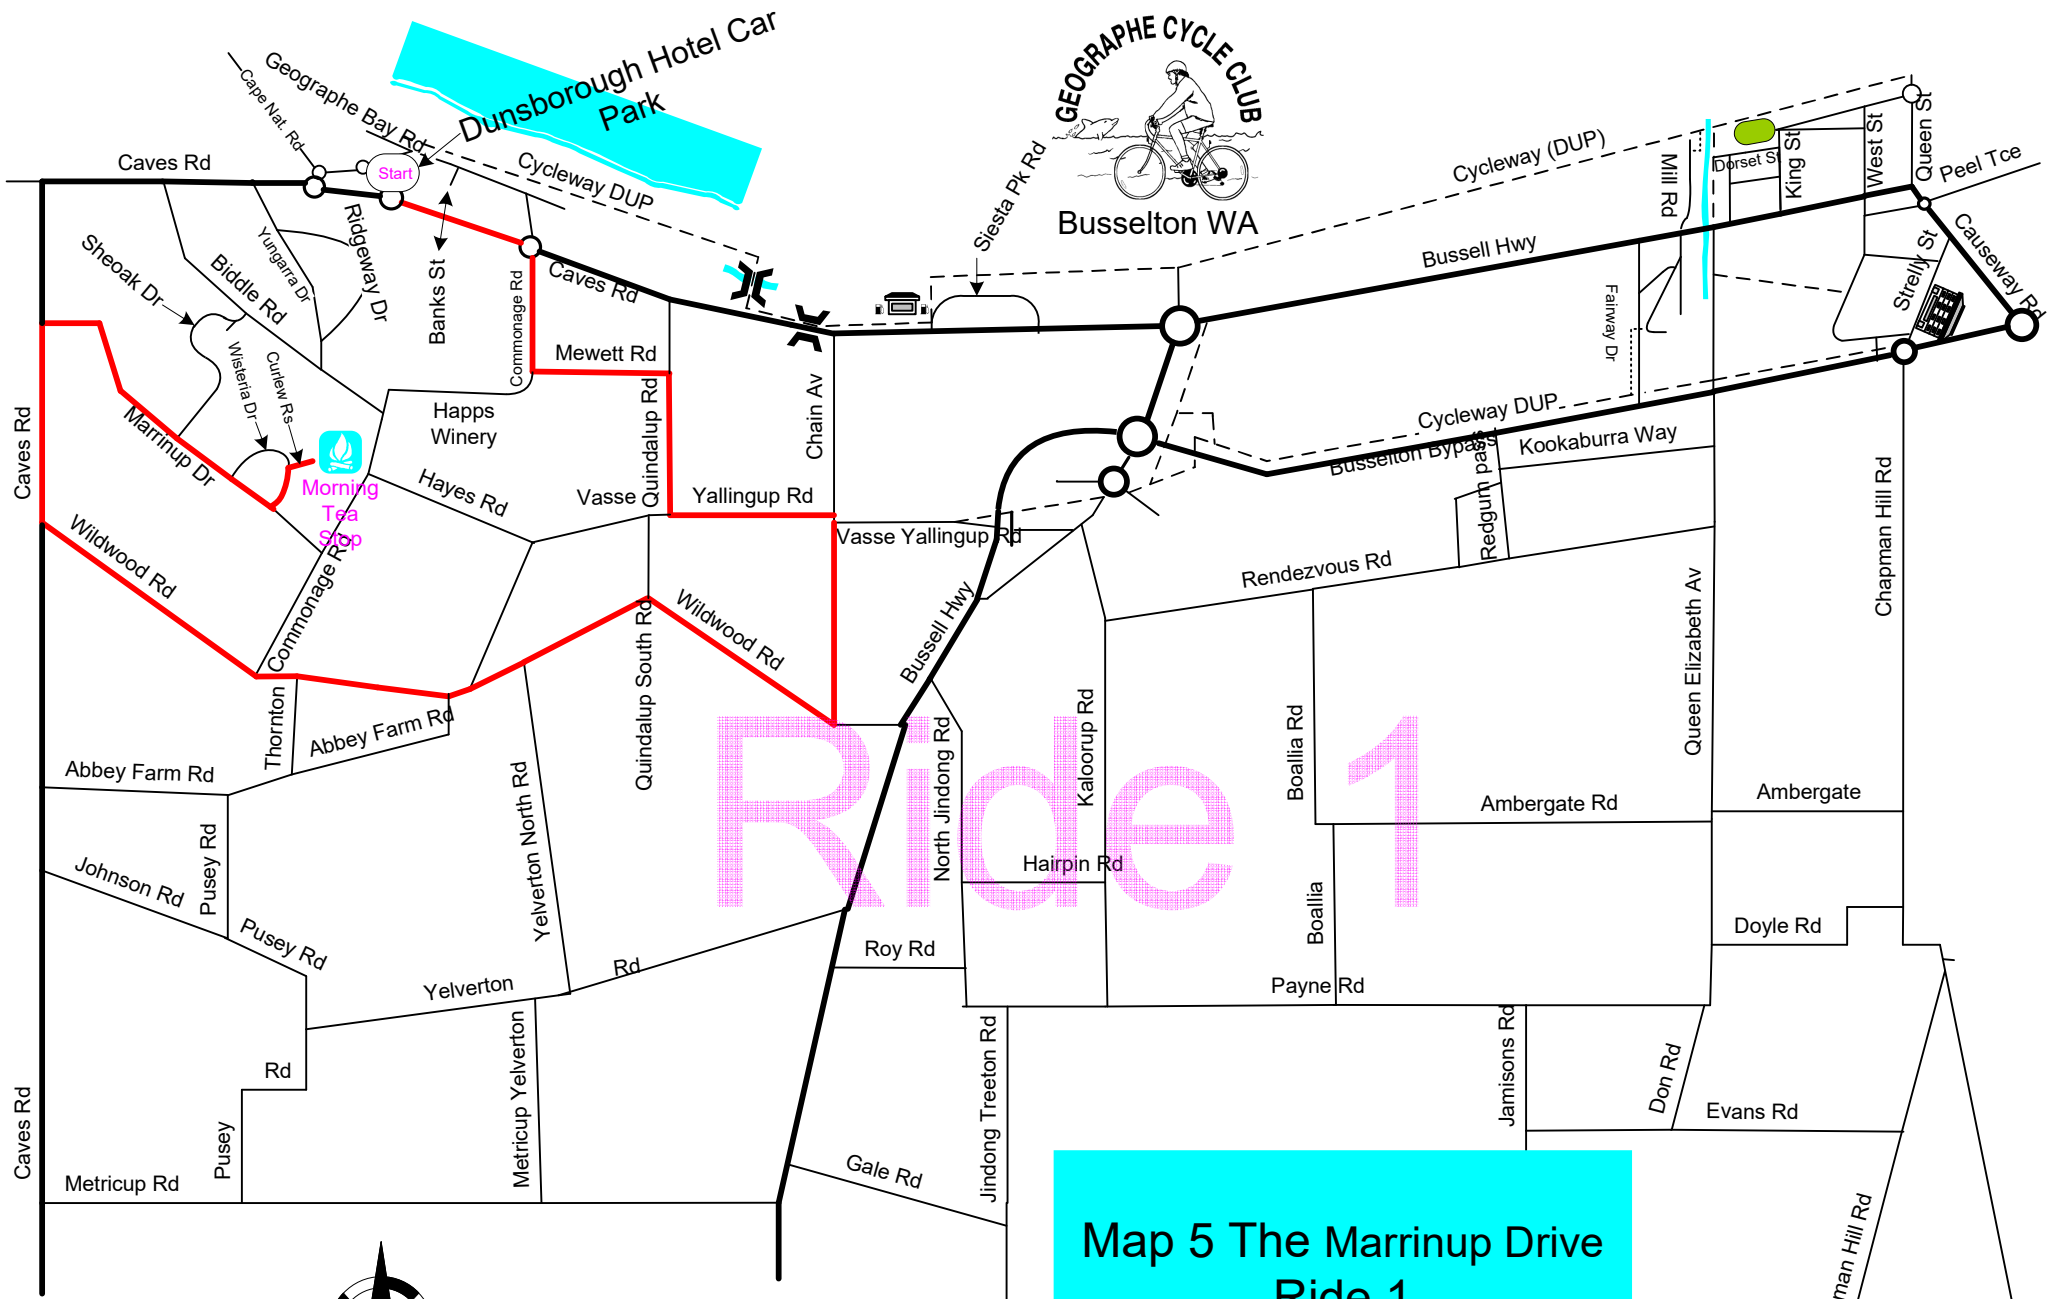 Dunsborough Hotel Car
Park
GEOGRAPHE CYCLE CLUB
Busselton WA
Geographe Bay Rd
Cape Nat. Rd
Caves Rd
Start
Cycleway DUP
Siesta Pk Rd
Cycleway (DUP)
Mill Rd
Dorset St
King St
West St
Queen St
Peel Tce
Causeway Rd
Strelly St
Bussell Hwy
Fairway Dr
Sheoak Dr
Biddle Rd
Yungarra Dr
Ridgeway Dr
Banks St
Commonage Rd
Caves Rd
Mewett Rd
Quindalup Rd
Chain Av
Wisteria Dr
Curlew Rs
Marrinup Dr
Caves Rd
Happs
Winery
Morning
Tea
Stop
Hayes Rd
Vasse
Yallingup Rd
Vasse Yallingup Rd
Cycleway DUP
Busselton Bypass
Redgum pass
Kookaburra Way
Chapman Hill Rd
Rendezvous Rd
Wildwood Rd
Commonage Rd
Quindalup South Rd
Wildwood Rd
Bussell Hwy
Queen Elizabeth Av
Thornton
Abbey Farm Rd
Abbey Farm Rd
Yelverton North Rd
North Jindong Rd
Kaloorup Rd
Boallia Rd
Ambergate Rd
Ambergate
Ride 1
Johnson Rd
Pusey Rd
Pusey Rd
Hairpin Rd
Boallia
Doyle Rd
Roy Rd
Yelverton
Rd
Payne Rd
Metricup Yelverton
Jindong Treeton Rd
Jamisons Rd
Don Rd
Evans Rd
Rd
Pusey
Caves Rd
Metricup Rd
Gale Rd
man Hill Rd
Map 5 The Marrinup Drive
Ride 1